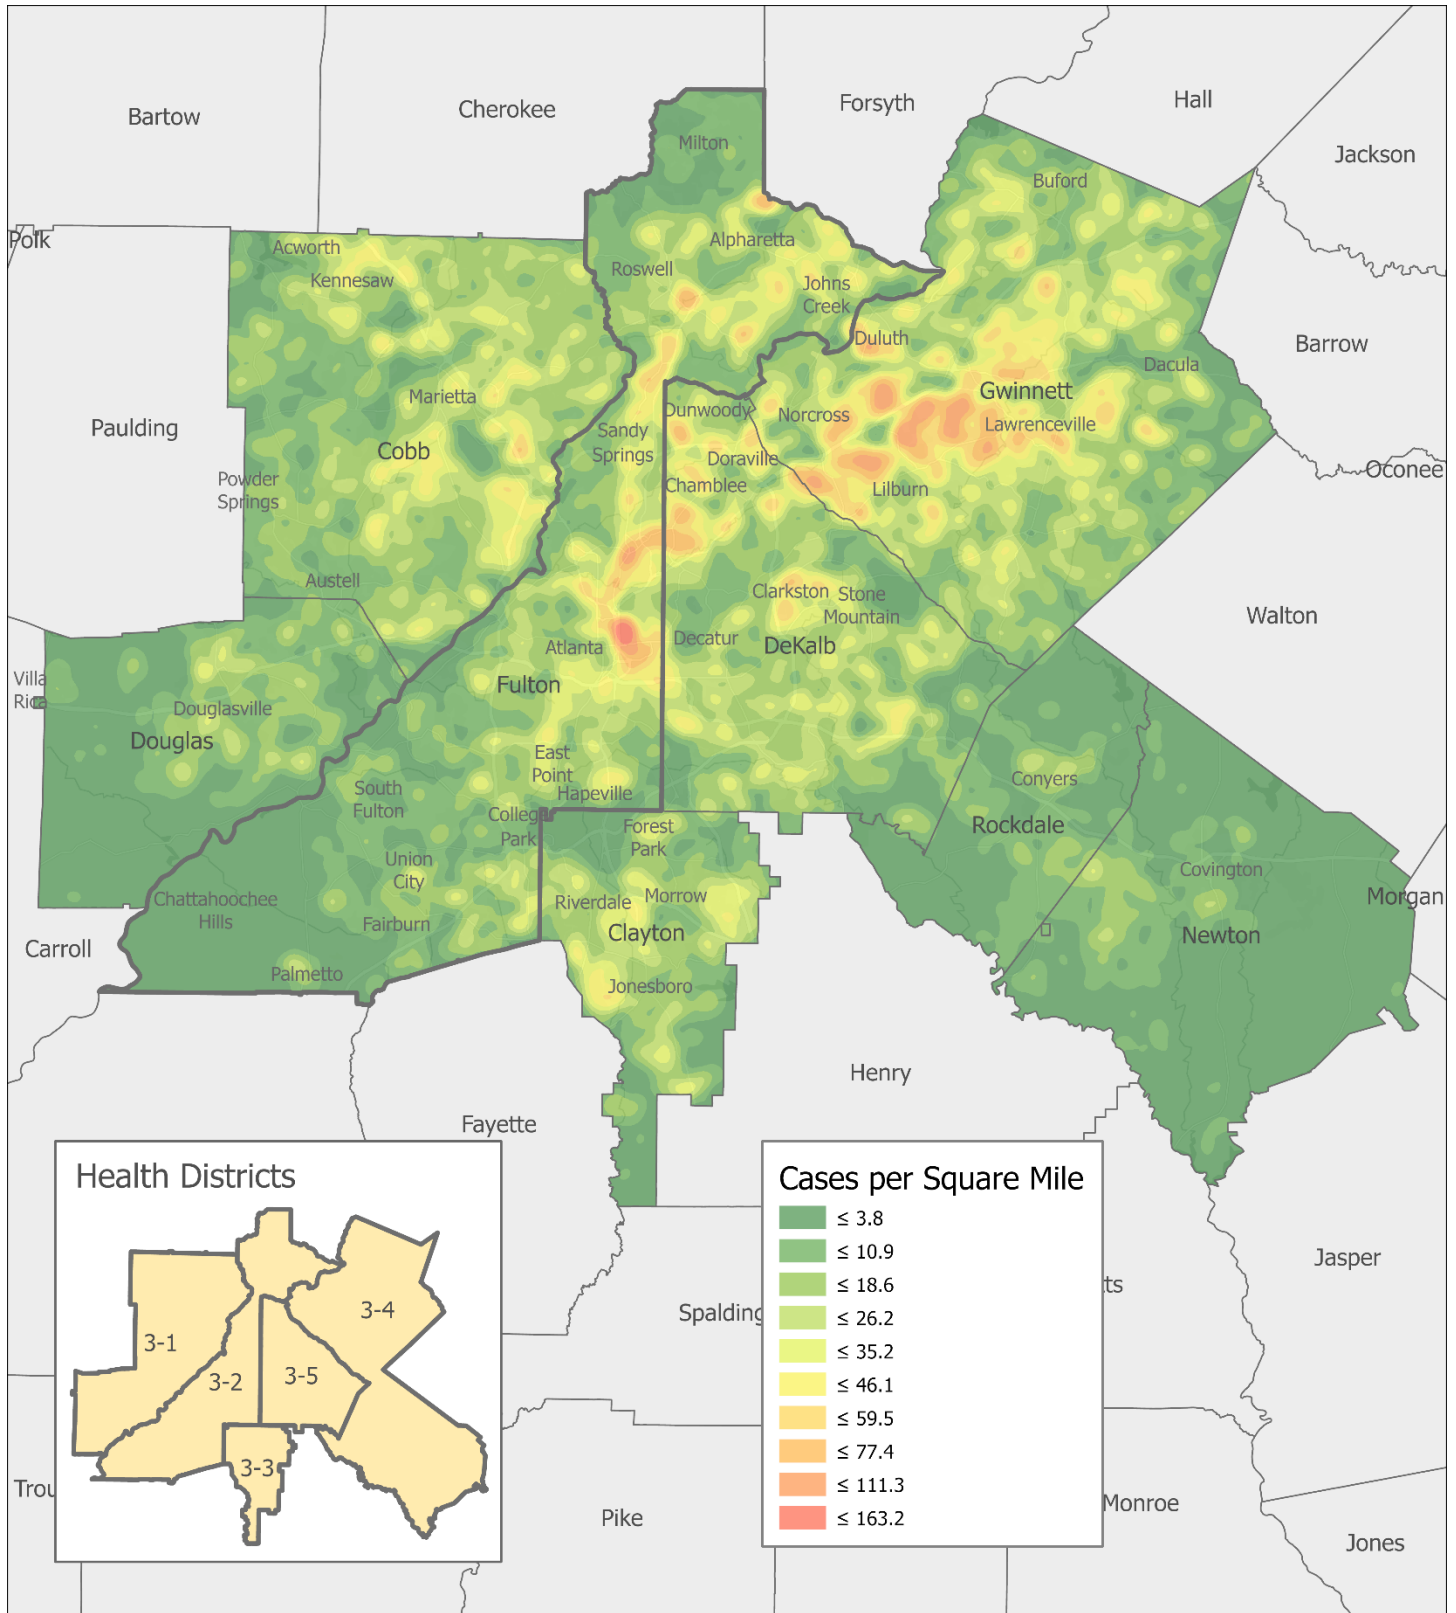 Hall
Forsyth
Cherokee
Bartow
Milton
Jackson
Buford
Polk
Alpharetta
Acworth
Roswell
Kennesaw
Johns
Creek
Duluth
Barrow
Dacula
Gwinnett
Marietta
Dunwoody
Norcross
Lawrenceville
Paulding
Sandy
Springs
Cobb
Doraville
Oconee
Powder
Springs
Chamblee
Lilburn
Austell
Clarkston
Stone
Mountain
Walton
Decatur
DeKalb
Atlanta
Villa
Rica
Fulton
Douglasville
Douglas
East
Point
Conyers
South
Fulton
Hapeville
College
Park
Forest
Park
Rockdale
Union
City
Covington
Riverdale
Morrow
Morgan
Chattahoochee
Hills
Fairburn
Clayton
Newton
Carroll
Palmetto
Jonesboro
Henry
Fayette
Health Districts
3-1
3-2
3-3
3-4
3-5
Cases per Square Mile
≤ 3.8
≤ 10.9
≤ 18.6
≤ 26.2
≤ 35.2
≤ 46.1
≤ 59.5
≤ 77.4
≤ 111.3
≤ 163.2
Jasper
ts
Spalding
Trou
Pike
Monroe
Jones